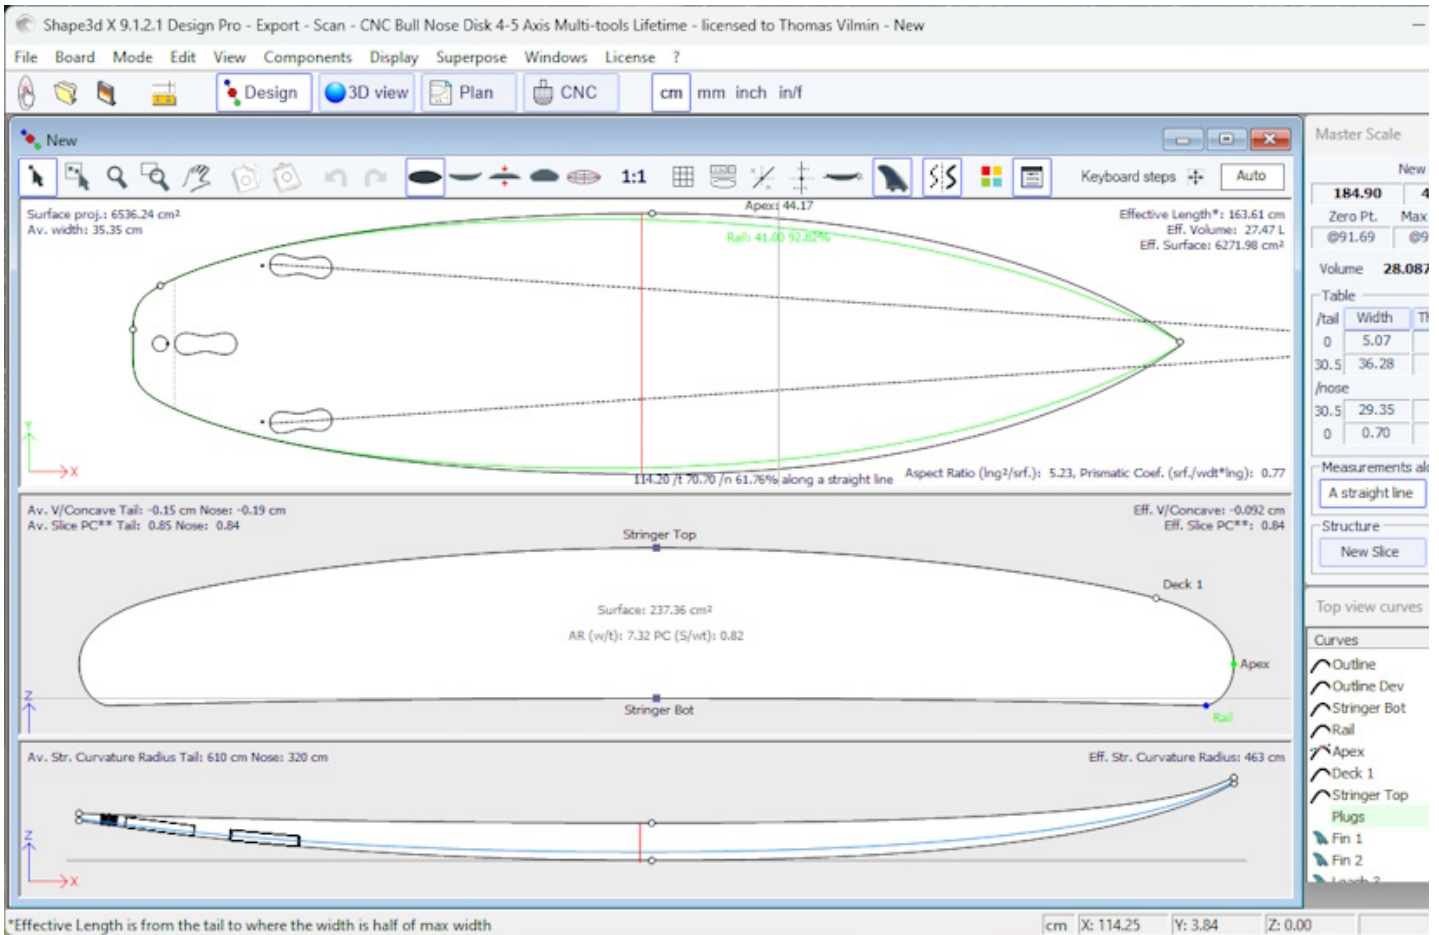 Shape3d X 9.1.2.1 Design Pro - Export - Scan - CNC Bull Nose Disk 4-5 Axis Multi-tools Lifetime - licensed to Thomas Vilmin - New
File Board Mode Edit View Components Display Superpose Windows License ?
Design 3D view Plan CNC cm mm inch in/f
New
1:1 Keyboard steps Auto
Surface proj.: 6536.24 cm²
Av. width: 35.35 cm
Apex: 44.17
Rail: 41.00 92.82%
Effective Length*: 163.61 cm
Eff. Volume: 27.47 L
Eff. Surface: 6271.98 cm²
Y
X
114.20 /t 70.70 /n 61.76% along a straight line
Aspect Ratio (lng²/srf.): 5.23, Prismatic Coef. (srf./wdt*lng): 0.77
Av. V/Concave Tail: -0.15 cm Nose: -0.19 cm
Av. Slice PC** Tail: 0.85 Nose: 0.84
Eff. V/Concave: -0.092 cm
Eff. Slice PC**: 0.84
Stringer Top
Deck 1
Surface: 237.36 cm²
AR (w/t): 7.32 PC (S/wt): 0.82
Apex
Z
Stringer Bot
Rail
Av. Str. Curvature Radius Tail: 610 cm Nose: 320 cm
Eff. Str. Curvature Radius: 463 cm
Z
X
Master Scale
New
184.90 4
Zero Pt. Max
@91.69 @9
Volume 28.087
Table
/tail Width Th
0 5.07
30.5 36.28
/nose
30.5 29.35
0 0.70
Measurements alo
A straight line
Structure
New Slice
Top view curves
Curves
Outline
Outline Dev
Stringer Bot
Rail
Apex
Deck 1
Stringer Top
Plugs
Fin 1
Fin 2
*Effective Length is from the tail to where the width is half of max width
cm X: 114.25 Y: 3.84 Z: 0.00